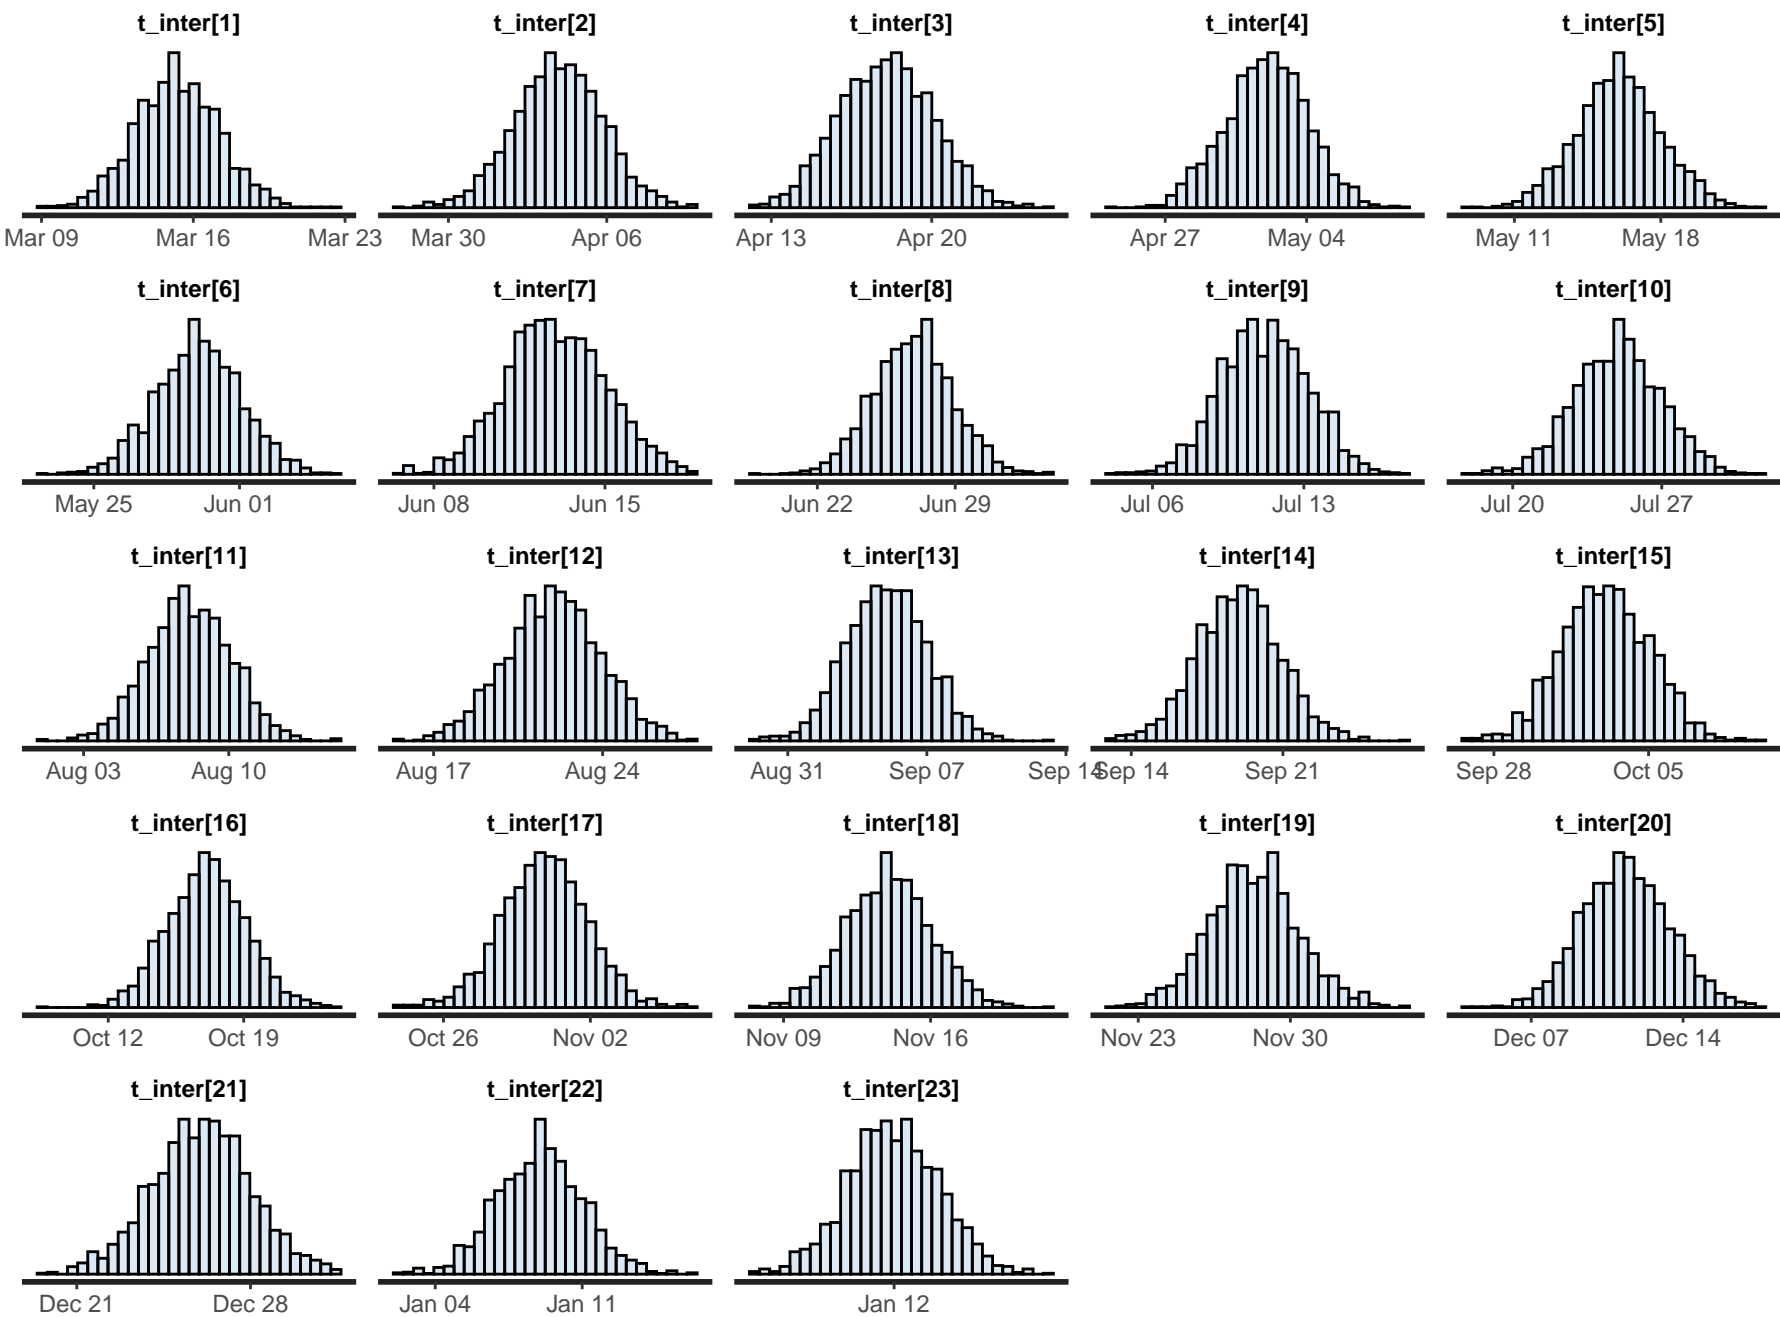 t_inter[1] t_inter[2] t_inter[3] t_inter[4] t_inter[5]
Mar 09 Mar 16 Mar 23 Mar 30 Apr 06 Apr 13 Apr 20 Apr 27 May 04 May 11 May 18
t_inter[6] t_inter[7] t_inter[8] t_inter[9] t_inter[10]
May 25 Jun 01 Jun 08 Jun 15 Jun 22 Jun 29 Jul 06 Jul 13 Jul 20 Jul 27
t_inter[11] t_inter[12] t_inter[13] t_inter[14] t_inter[15]
Aug 03 Aug 10 Aug 17 Aug 24 Aug 31 Sep 07 Sep 14 Sep 14 Sep 21 Sep 28 Oct 05
t_inter[16] t_inter[17] t_inter[18] t_inter[19] t_inter[20]
Oct 12 Oct 19 Oct 26 Nov 02 Nov 09 Nov 16 Nov 23 Nov 30 Dec 07 Dec 14
t_inter[21] t_inter[22] t_inter[23]
Dec 21 Dec 28 Jan 04 Jan 11 Jan 12